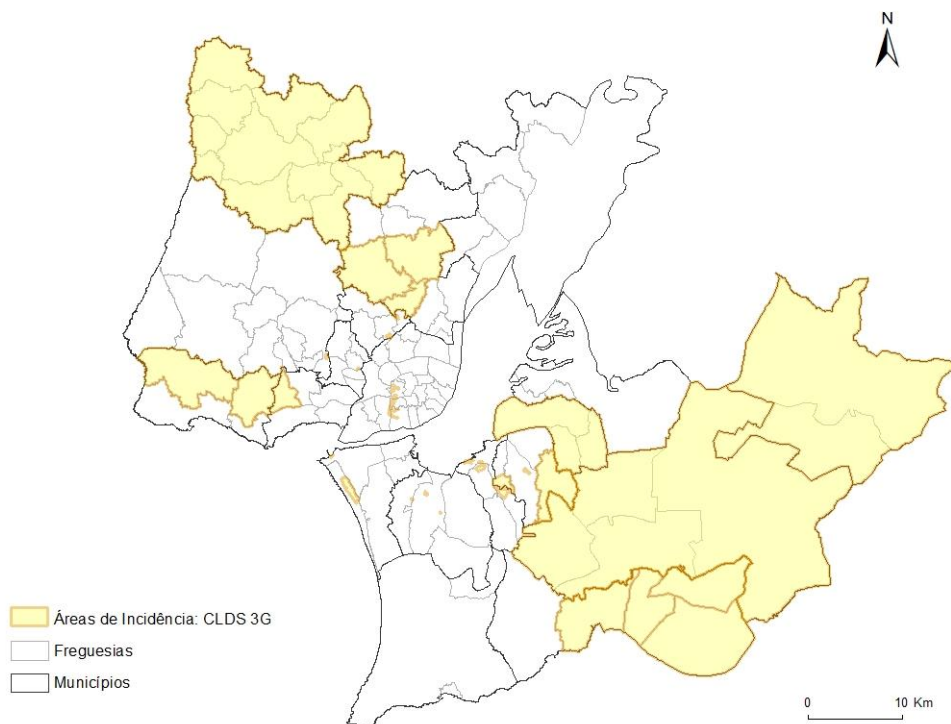 N
Áreas de Incidência: CLDS 3G
Freguesias
Municípios
0 10 Km